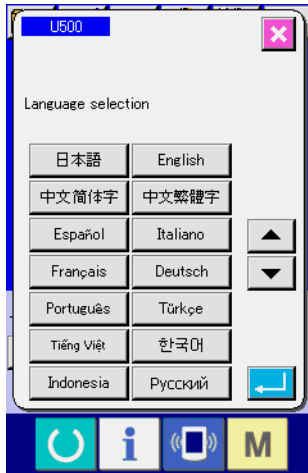 U500
Language selection
日本語 English
中文简体字 中文繁體字
Español Italiano
Français Deutsch
Português Türkçe
Tiếng Việt 한국어
Indonesia Русский
i M